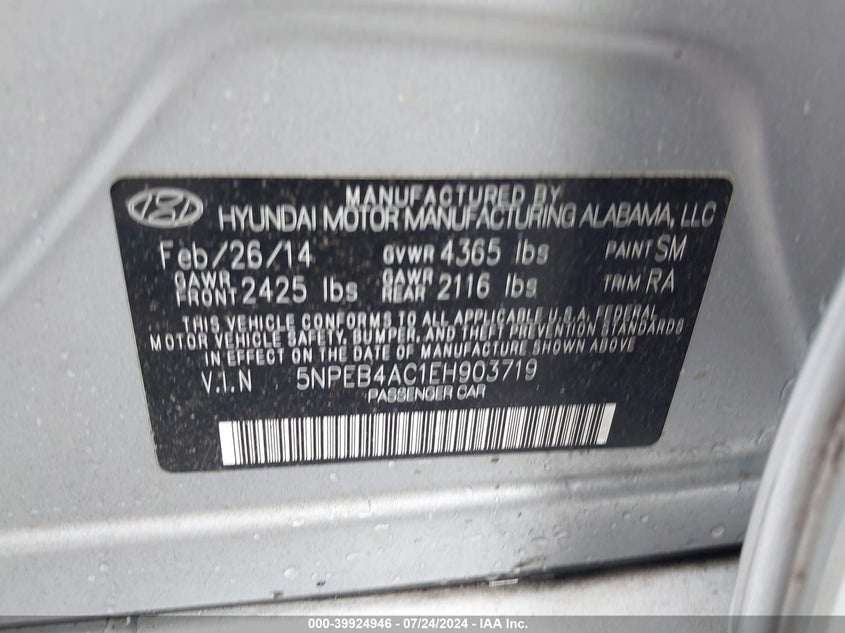 MANUFACTURED BY
HYUNDAI MOTOR MANUFACTURING ALABAMA, LLC
Feb/26/14 GVWR 4365 lbs PAINT SM
GAWR FRONT 2425 lbs GAWR REAR 2116 lbs TRIM RA
THIS VEHICLE CONFORMS TO ALL APPLICABLE U.S.A. FEDERAL
MOTOR VEHICLE SAFETY, BUMPER, AND THEFT PREVENTION STANDARDS
IN EFFECT ON THE DATE OF MANUFACTURE SHOWN ABOVE
V.I.N 5NPEB4AC1EH903719
PASSENGER CAR
000-39924946 - 07/24/2024 - IAAI.com